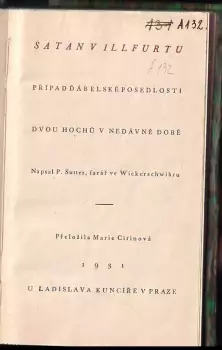 A132.
SATAN V ILLFURTU
PŘÍPAD ĎÁBELSKÉ POSEDLOSTI
DVOU HOCHŮ V NEDÁVNÉ DOBĚ
Napsal P. Sutter, farář ve Wickerschwihru
Přeložila Marie Cirinová
1931
U LADISLAVA KUNCÍŘE V PRAZE